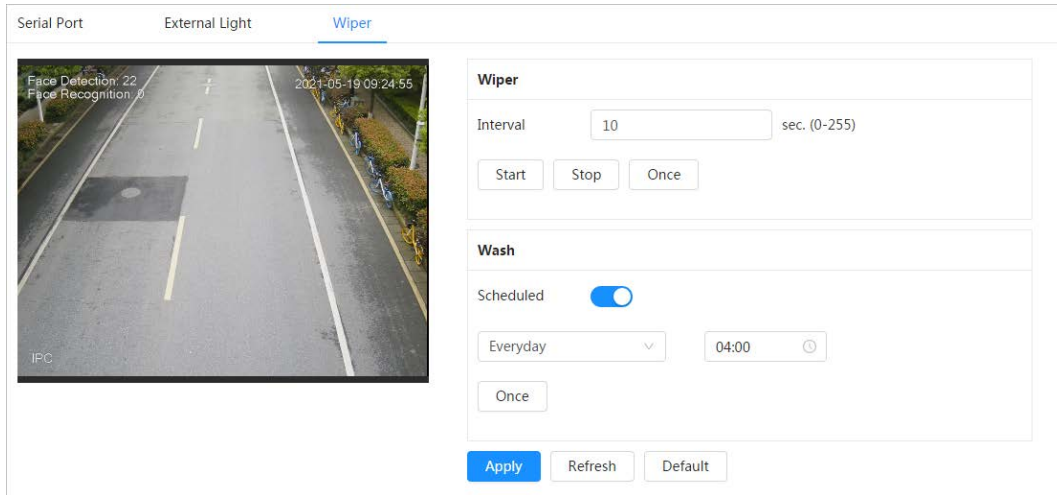 Serial Port External Light Wiper
Face Detection: 22
Face Recognition: 0
2021-05-19 09:24:55
IPC
Wiper
Interval 10 sec. (0-255)
Start Stop Once
Wash
Scheduled
Everyday 04:00
Once
Apply Refresh Default